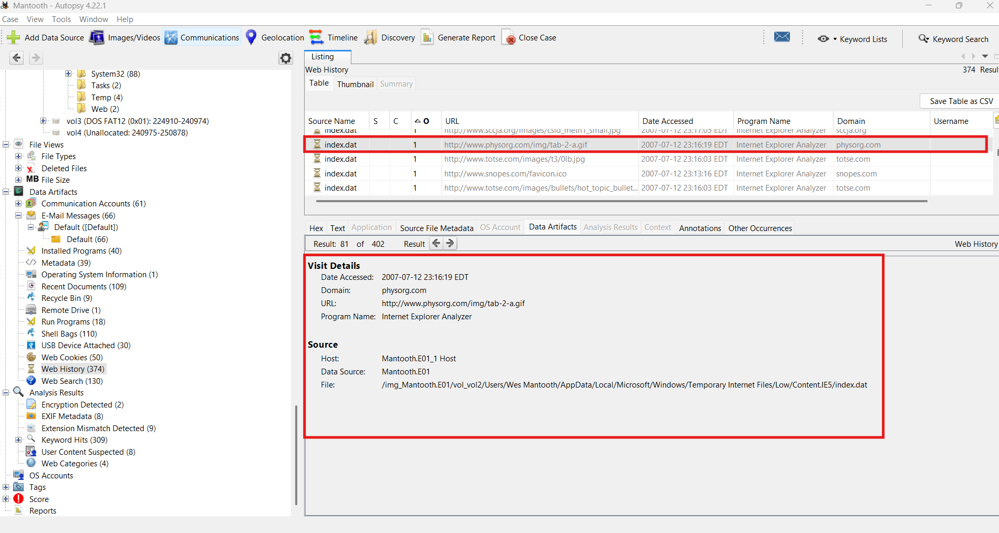 Mantooth - Autopsy 4.22.1
Case View Tools Window Help
Add Data Source Images/Videos Communications Geolocation Timeline Discovery Generate Report Close Case Keyword Lists Keyword Search
System32 (88)
Tasks (2)
Temp (4)
Web (2)
vol3 (DOS FAT12 (0x01): 224910-240974)
vol4 (Unallocated: 240975-250878)
File Views
File Types
Deleted Files
MB File Size
Data Artifacts
Communication Accounts (61)
E-Mail Messages (66)
Default ([Default])
Default (66)
Installed Programs (40)
Metadata (39)
Operating System Information (1)
Recent Documents (109)
Recycle Bin (9)
Remote Drive (1)
Run Programs (18)
Shell Bags (110)
USB Device Attached (30)
Web Cookies (50)
Web History (374)
Web Search (130)
Analysis Results
Encryption Detected (2)
EXIF Metadata (8)
Extension Mismatch Detected (9)
Keyword Hits (309)
User Content Suspected (8)
Web Categories (4)
OS Accounts
Tags
Score
Reports
Listing
Web History 374 Resul
Table Thumbnail Summary
Save Table as CSV
Source Name S C O URL Date Accessed Program Name Domain Username
index.dat 1 http://www.sccja.org/images/csid_meth1_small.jpg 2007-07-12 23:17:05 EDT Internet Explorer Analyzer sccja.org
index.dat 1 http://www.physorg.com/img/tab-2-a.gif 2007-07-12 23:16:19 EDT Internet Explorer Analyzer physorg.com
index.dat 1 http://www.totse.com/images/t3/0lb.jpg 2007-07-12 23:16:03 EDT Internet Explorer Analyzer totse.com
index.dat 1 http://www.snopes.com/favicon.ico 2007-07-12 23:13:16 EDT Internet Explorer Analyzer snopes.com
index.dat 1 http://www.totse.com/images/bullets/hot_topic_bullet... 2007-07-12 23:16:03 EDT Internet Explorer Analyzer totse.com
Hex Text Application Source File Metadata OS Account Data Artifacts Analysis Results Context Annotations Other Occurrences
Result: 81 of 402 Result Web History
Visit Details
Date Accessed: 2007-07-12 23:16:19 EDT
Domain: physorg.com
URL: http://www.physorg.com/img/tab-2-a.gif
Program Name: Internet Explorer Analyzer
Source
Host: Mantooth.E01_1 Host
Data Source: Mantooth.E01
File: /img_Mantooth.E01/vol_vol2/Users/Wes Mantooth/AppData/Local/Microsoft/Windows/Temporary Internet Files/Low/Content.IE5/index.dat